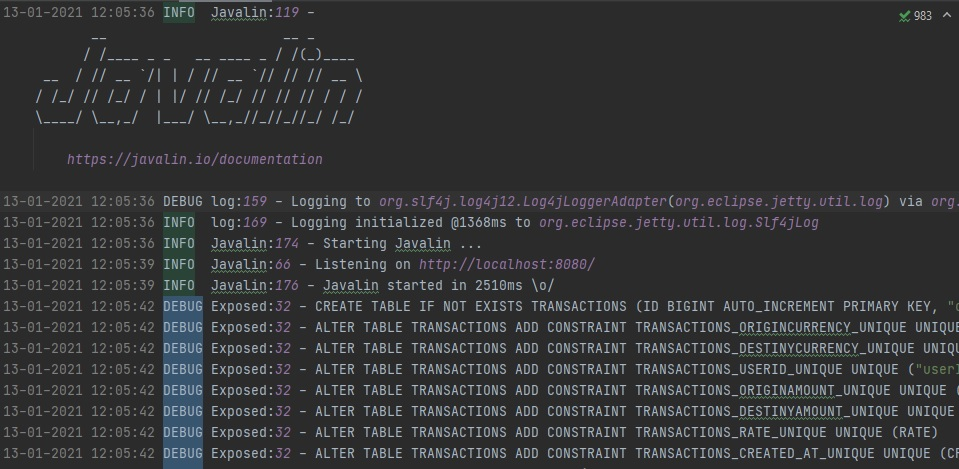 13-01-2021 12:05:36 INFO  Javalin:119 -
983
           __                      __ _
          / /____ _ _   __ ____ _ / /(_)____
     __  / // __ `/| | / // __ `// // // __ \
    / /_/ // /_/ / | |/ // /_/ // // // / / /
    \____/ \__,_/  |___/ \__,_//_//_//_/ /_/
https://javalin.io/documentation
13-01-2021 12:05:36 DEBUG log:159 - Logging to org.slf4j.log4j12.Log4jLoggerAdapter(org.eclipse.jetty.util.log) via org.
13-01-2021 12:05:36 INFO  log:169 - Logging initialized @1368ms to org.eclipse.jetty.util.log.Slf4jLog
13-01-2021 12:05:36 INFO  Javalin:174 - Starting Javalin ...
13-01-2021 12:05:39 INFO  Javalin:66 - Listening on http://localhost:8080/
13-01-2021 12:05:39 INFO  Javalin:176 - Javalin started in 2510ms \o/
13-01-2021 12:05:42 DEBUG Exposed:32 - CREATE TABLE IF NOT EXISTS TRANSACTIONS (ID BIGINT AUTO_INCREMENT PRIMARY KEY,
13-01-2021 12:05:42 DEBUG Exposed:32 - ALTER TABLE TRANSACTIONS ADD CONSTRAINT TRANSACTIONS_ORIGINCURRENCY_UNIQUE UNIQUE
13-01-2021 12:05:42 DEBUG Exposed:32 - ALTER TABLE TRANSACTIONS ADD CONSTRAINT TRANSACTIONS_DESTINYCURRENCY_UNIQUE UNIQU
13-01-2021 12:05:42 DEBUG Exposed:32 - ALTER TABLE TRANSACTIONS ADD CONSTRAINT TRANSACTIONS_USERID_UNIQUE UNIQUE ("userI
13-01-2021 12:05:42 DEBUG Exposed:32 - ALTER TABLE TRANSACTIONS ADD CONSTRAINT TRANSACTIONS_ORIGINAMOUNT_UNIQUE UNIQUE (
13-01-2021 12:05:42 DEBUG Exposed:32 - ALTER TABLE TRANSACTIONS ADD CONSTRAINT TRANSACTIONS_DESTINYAMOUNT_UNIQUE UNIQUE
13-01-2021 12:05:42 DEBUG Exposed:32 - ALTER TABLE TRANSACTIONS ADD CONSTRAINT TRANSACTIONS_RATE_UNIQUE UNIQUE (RATE)
13-01-2021 12:05:42 DEBUG Exposed:32 - ALTER TABLE TRANSACTIONS ADD CONSTRAINT TRANSACTIONS_CREATED_AT_UNIQUE UNIQUE (CR